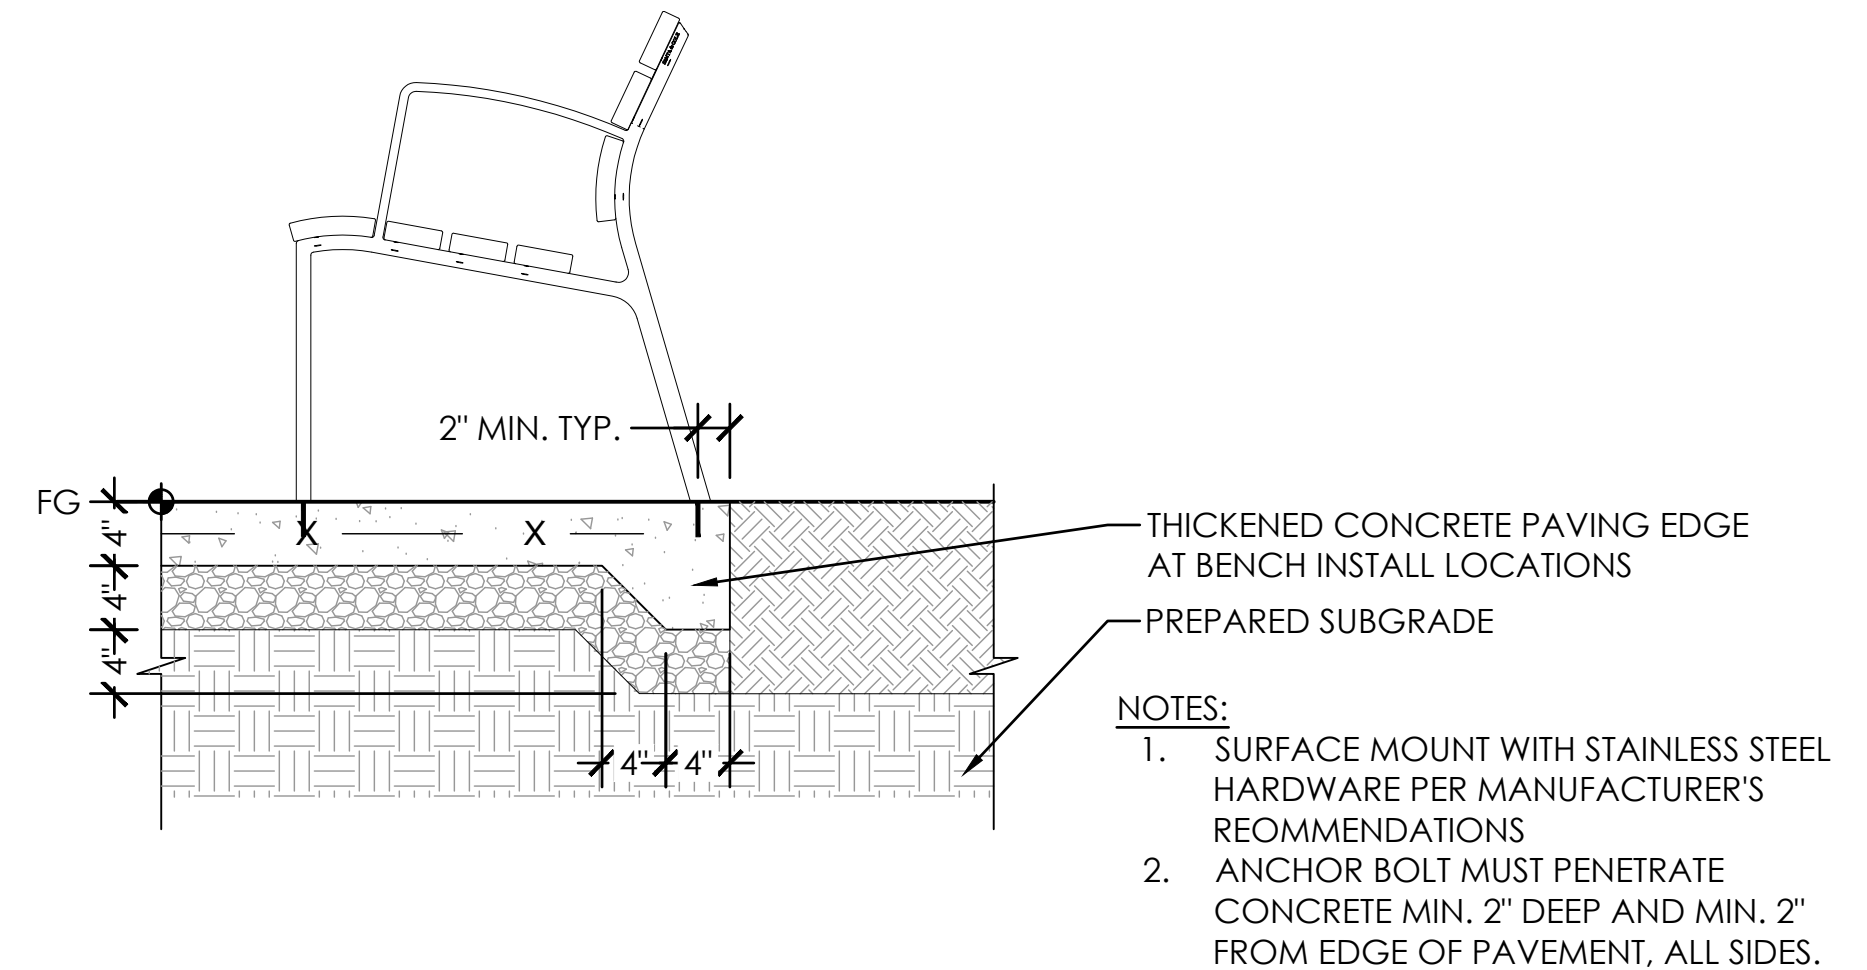 2" MIN. TYP.
FG
4"
4"
4"
X
X
THICKENED CONCRETE PAVING EDGE
AT BENCH INSTALL LOCATIONS
PREPARED SUBGRADE
4"
4"
NOTES:
1. SURFACE MOUNT WITH STAINLESS STEEL
HARDWARE PER MANUFACTURER'S
REOMMENDATIONS
2. ANCHOR BOLT MUST PENETRATE
CONCRETE MIN. 2" DEEP AND MIN. 2"
FROM EDGE OF PAVEMENT, ALL SIDES.